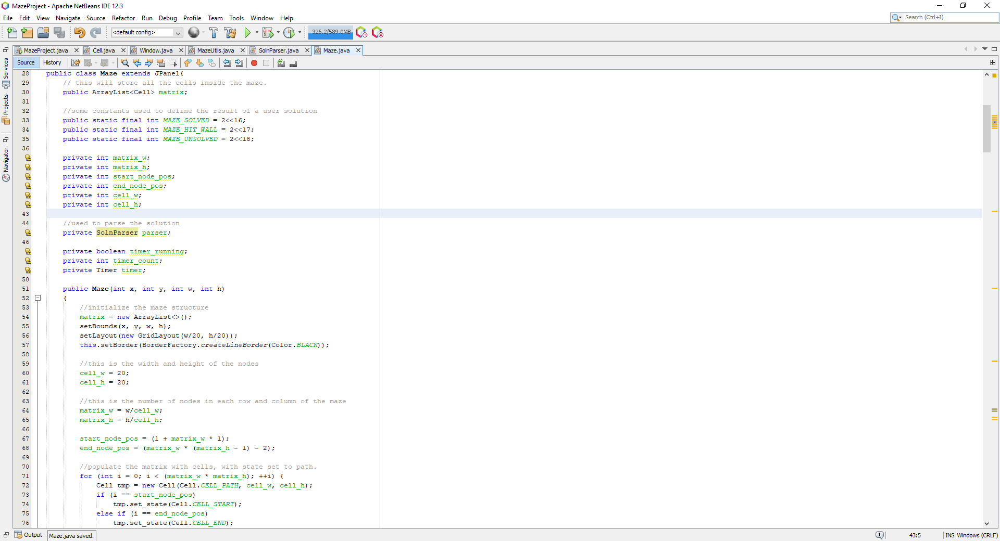 MazeProject - Apache NetBeans IDE 12.3
File Edit View Navigate Source Refactor Run Debug Profile Team Tools Window Help
Search (Ctrl+I)
<default config>
326.2/589.0MB
MazeProject.java Cell.java Window.java MazeUtils.java SolnParser.java Maze.java
Source History
Services
Projects
Navigator
28 public class Maze extends JPanel{
29 // this will store all the cells inside the maze.
30 public ArrayList<Cell> matrix;
31
32 //some constants used to define the result of a user solution
33 public static final int MAZE_SOLVED = 2<<16;
34 public static final int MAZE_HIT_WALL = 2<<17;
35 public static final int MAZE_UNSOLVED = 2<<18;
36
private int matrix_w;
private int matrix_h;
private int start_node_pos;
private int end_node_pos;
private int cell_w;
private int cell_h;
43
44 //used to parse the solution
private SolnParser parser;
46
private boolean timer_running;
private int timer_count;
private Timer timer;
50
51 public Maze(int x, int y, int w, int h)
52 {
53 //initialize the maze structure
54 matrix = new ArrayList<>();
55 setBounds(x, y, w, h);
56 setLayout(new GridLayout(w/20, h/20));
57 this.setBorder(BorderFactory.createLineBorder(Color.BLACK));
58
59 //this is the width and height of the nodes
60 cell_w = 20;
61 cell_h = 20;
62
63 //this is the number of nodes in each row and column of the maze
64 matrix_w = w/cell_w;
65 matrix_h = h/cell_h;
66
67 start_node_pos = (1 + matrix_w * 1);
68 end_node_pos = (matrix_w * (matrix_h - 1) - 2);
69
70 //populate the matrix with cells, with state set to path.
71 for (int i = 0; i < (matrix_w * matrix_h); ++i) {
72 Cell tmp = new Cell(Cell.CELL_PATH, cell_w, cell_h);
73 if (i == start_node_pos)
74 tmp.set_state(Cell.CELL_START);
75 else if (i == end_node_pos)
76 tmp.set_state(Cell.CELL_END);
Output Maze.java saved.
1 43:5 INS Windows (CRLF)